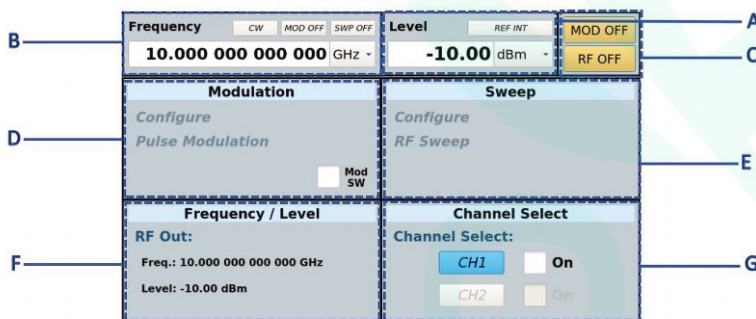 Frequency CW MOD OFF SWP OFF Level REF INT MOD OFF A
B 10.000 000 000 000 GHz -10.00 dBm RF OFF C
Modulation Sweep
Configure Configure
D Pulse Modulation RF Sweep
Mod
SW E
Frequency / Level Channel Select
RF Out: Channel Select:
F Freq.: 10.000 000 000 000 GHz CH1 On G
Level: -10.00 dBm CH2 On